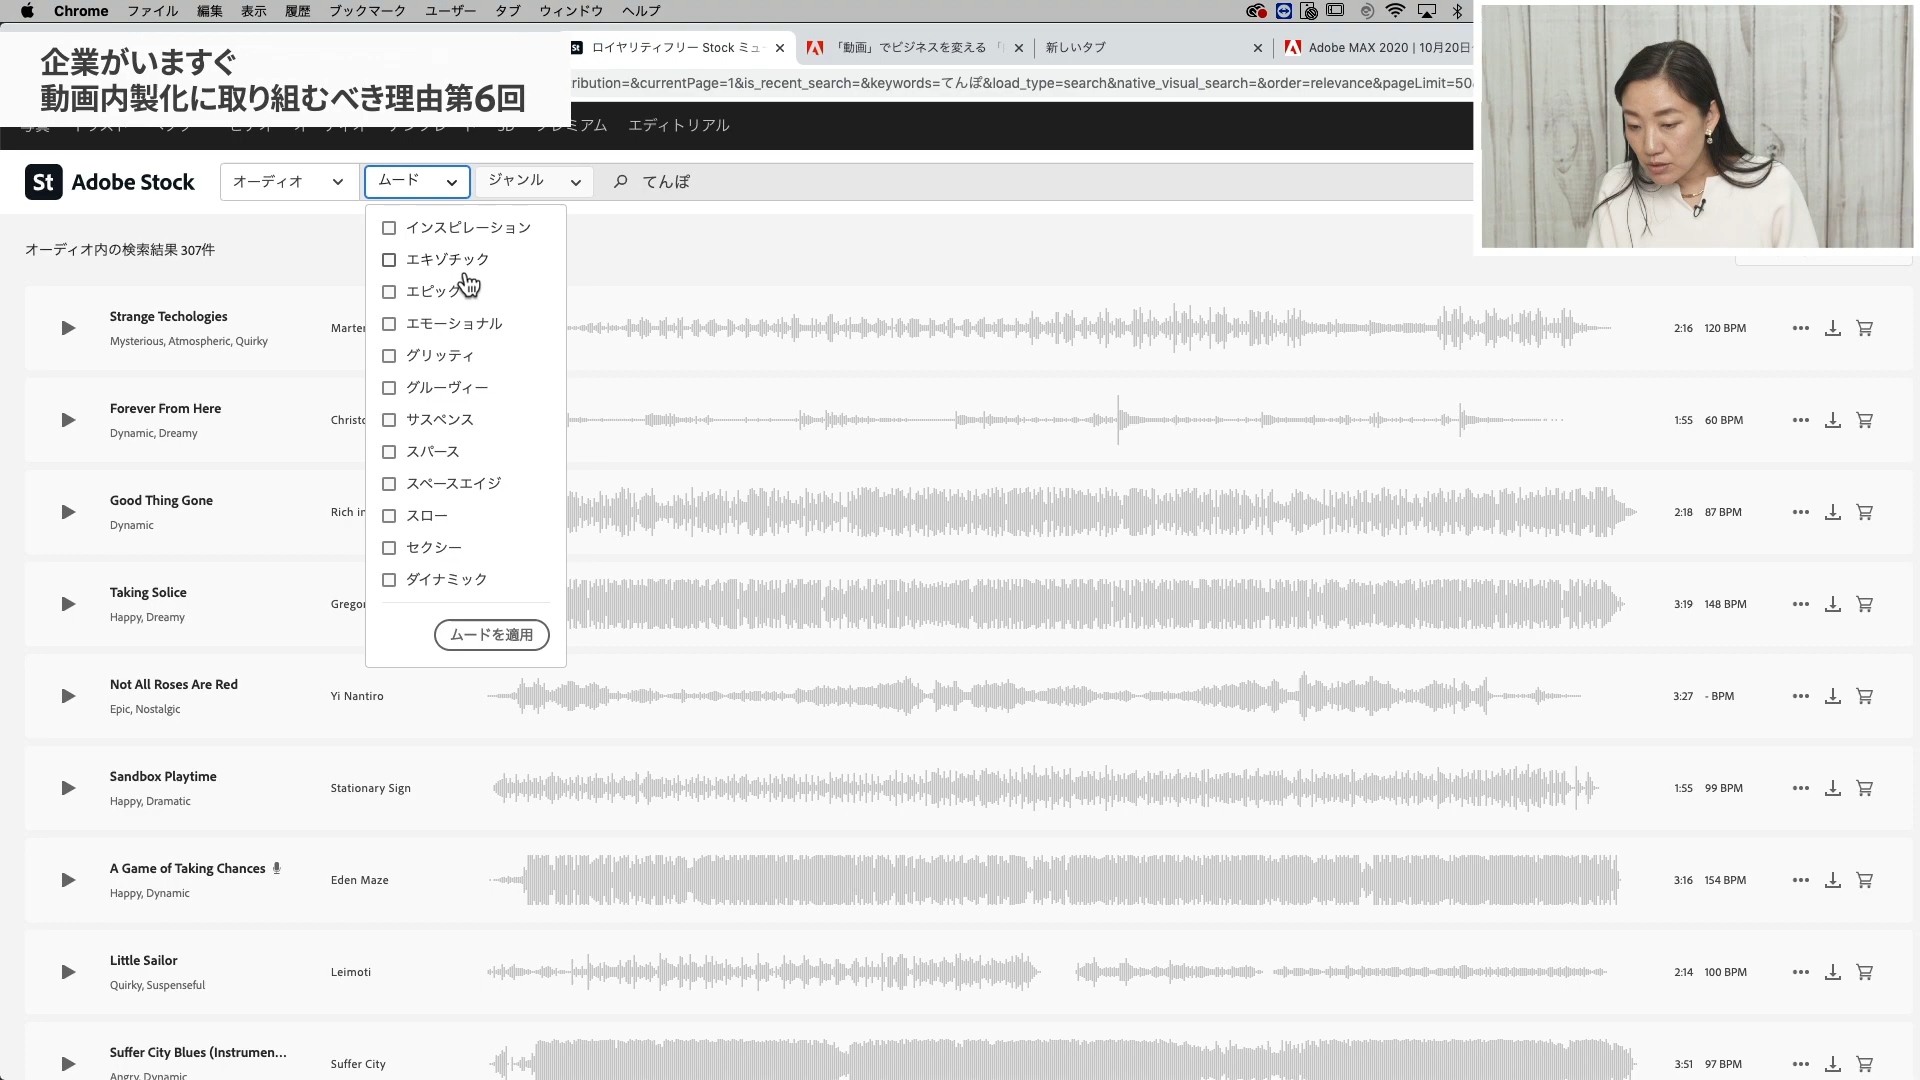 Chrome ファイル 編集 表示 履歴 ブックマーク ユーザー タブ ウィンドウ ヘルプ
企業がいますぐ
動画内製化に取り組むべき理由第6回
St ロイヤリティフリー Stock ミュー
「動画」でビジネスを変える 「
新しいタブ
Adobe MAX 2020 | 10月20日
ribution=&currentPage=1&is_recent_search=&keywords=てんぽ&load_type=search&native_visual_search=&order=relevance&pageLimit=50
エディトリアル
St Adobe Stock
オーディオ
ムード
ジャンル
てんぽ
オーディオ内の検索結果 307件
インスピレーション
エキゾチック
エピック
エモーショナル
グリッティ
グルーヴィー
サスペンス
スパース
スペースエイジ
スロー
セクシー
ダイナミック
ムードを適用
Strange Techologies
Mysterious, Atmospheric, Quirky
Marte
2:16 120 BPM
Forever From Here
Dynamic, Dreamy
Christo
1:55 60 BPM
Good Thing Gone
Dynamic
Rich in
2:18 87 BPM
Taking Solice
Happy, Dreamy
Gregor
3:19 148 BPM
Not All Roses Are Red
Epic, Nostalgic
Yi Nantiro
3:27 - BPM
Sandbox Playtime
Happy, Dramatic
Stationary Sign
1:55 99 BPM
A Game of Taking Chances
Happy, Dynamic
Eden Maze
3:16 154 BPM
Little Sailor
Quirky, Suspenseful
Leimoti
2:14 100 BPM
Suffer City Blues (Instrumen...
Angry, Dynamic
Suffer City
3:51 97 BPM